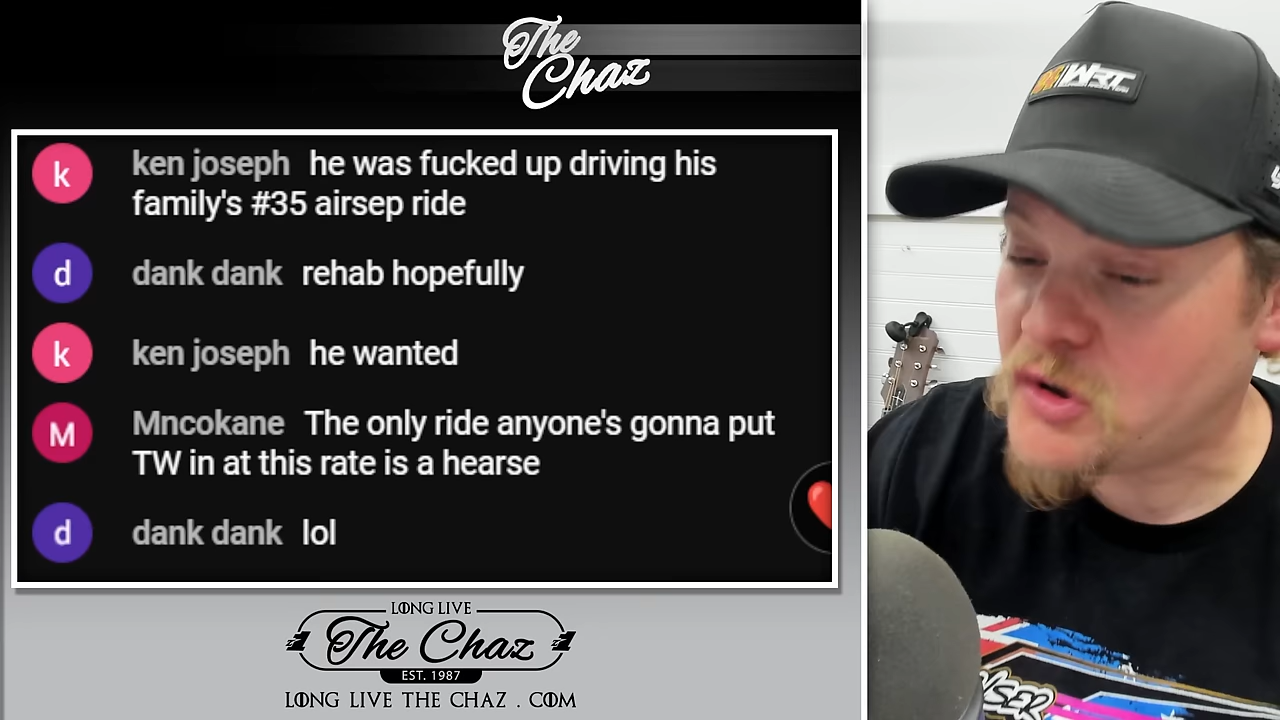 The
Chaz
k ken joseph he was fucked up driving his
family's #35 airsep ride
d dank dank rehab hopefully
k ken joseph he wanted
M Mncokane The only ride anyone's gonna put
TW in at this rate is a hearse
d dank dank lol
LONG LIVE
The Chaz
EST. 1987
LONG LIVE THE CHAZ . COM
WRT